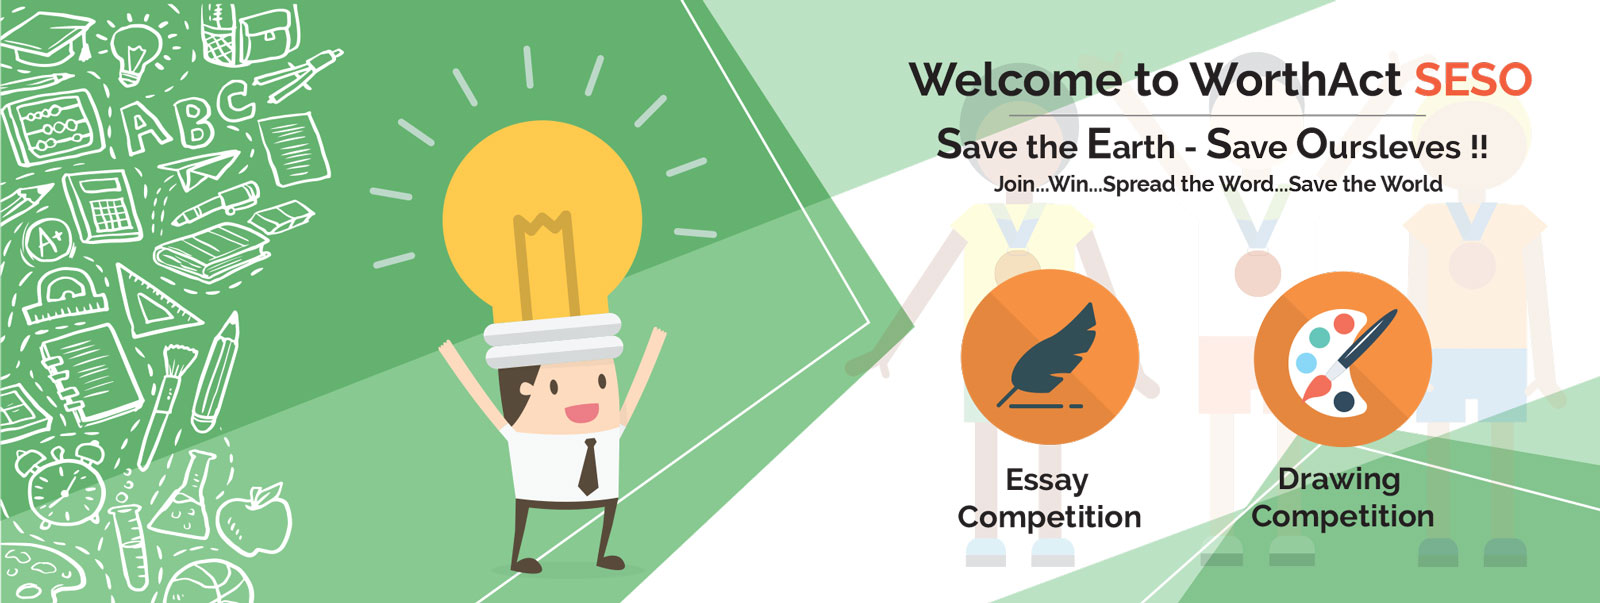 Welcome to WorthAct SESO
Save the Earth - Save Oursleves !!
Join...Win...Spread the Word...Save the World
ABC
A+
Essay
Competition
Drawing
Competition